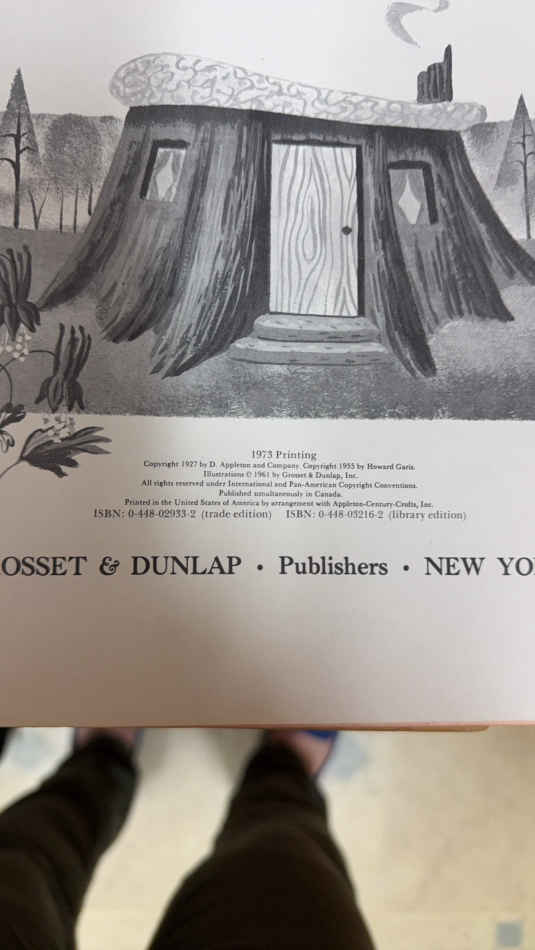 1973 Printing
Copyright 1927 by D. Appleton and Company. Copyright 1955 by Howard Garis.
Illustrations © 1961 by Grosset & Dunlap, Inc.
All rights reserved under International and Pan-American Copyright Conventions.
Published simultaneously in Canada.
Printed in the United States of America by arrangement with Appleton-Century-Crofts, Inc.
ISBN: 0-448-02933-2 (trade edition) ISBN: 0-448-03216-2 (library edition)
OSSET & DUNLAP • Publishers • NEW YO